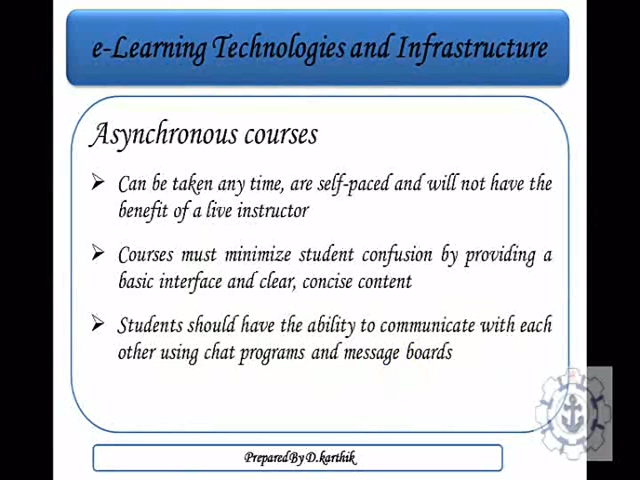 e-Learning Technologies and Infrastructure
Asynchronous courses
Can be taken any time, are self-paced and will not have the
benefit of a live instructor
Courses must minimize student confusion by providing a
basic interface and clear, concise content
Students should have the ability to communicate with each
other using chat programs and message boards
PreparedBy D.karthik